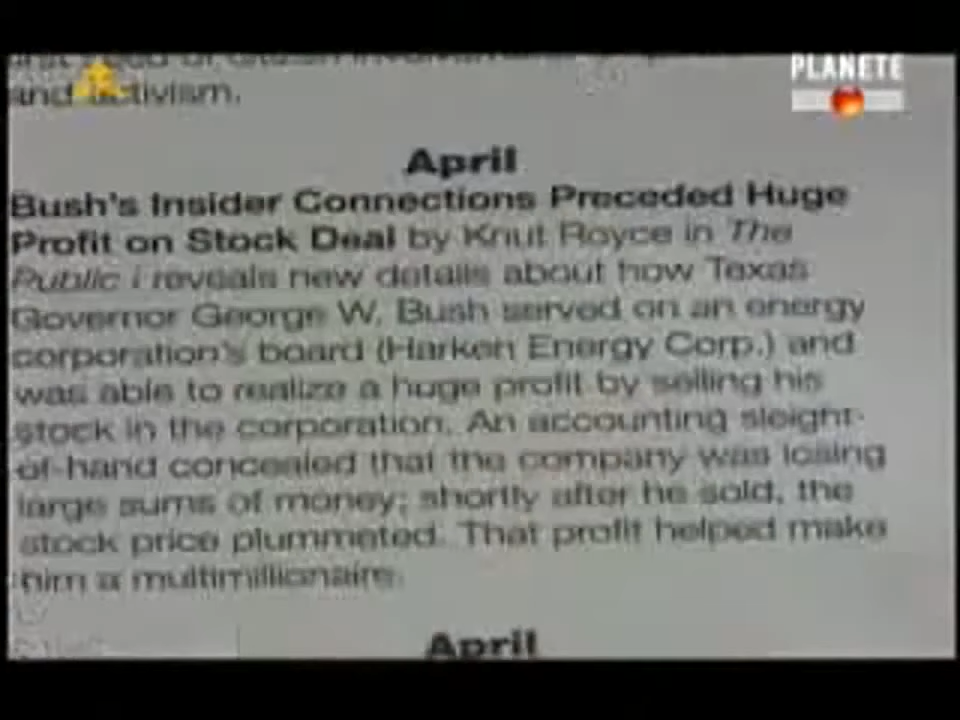 PLANETE
and activism.
April
Bush's Insider Connections Preceded Huge
Profit on Stock Deal by Knut Royce in The
Public i reveals new details about how Texas
Governor George W. Bush served on an energy
corporation's board (Harken Energy Corp.) and
was able to realize a huge profit by selling his
stock in the corporation. An accounting sleight-
of-hand concealed that the company was losing
large sums of money; shortly after he sold, the
stock price plummeted. That profit helped make
him a multimillionaire.
April